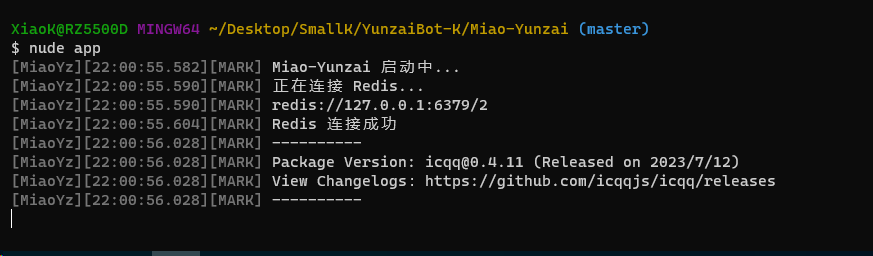 XiaoK@RZ5500D MINGW64 ~/Desktop/SmallK/YunzaiBot-K/Miao-Yunzai (master)
$ nude app
[MiaoYz][22:00:55.582][MARK] Miao-Yunzai 启动中...
[MiaoYz][22:00:55.590][MARK] 正在连接 Redis...
[MiaoYz][22:00:55.590][MARK] redis://127.0.0.1:6379/2
[MiaoYz][22:00:55.604][MARK] Redis 连接成功
[MiaoYz][22:00:56.028][MARK] ----------
[MiaoYz][22:00:56.028][MARK] Package Version: icqq@0.4.11 (Released on 2023/7/12)
[MiaoYz][22:00:56.028][MARK] View Changelogs: https://github.com/icqqjs/icqq/releases
[MiaoYz][22:00:56.028][MARK] ----------